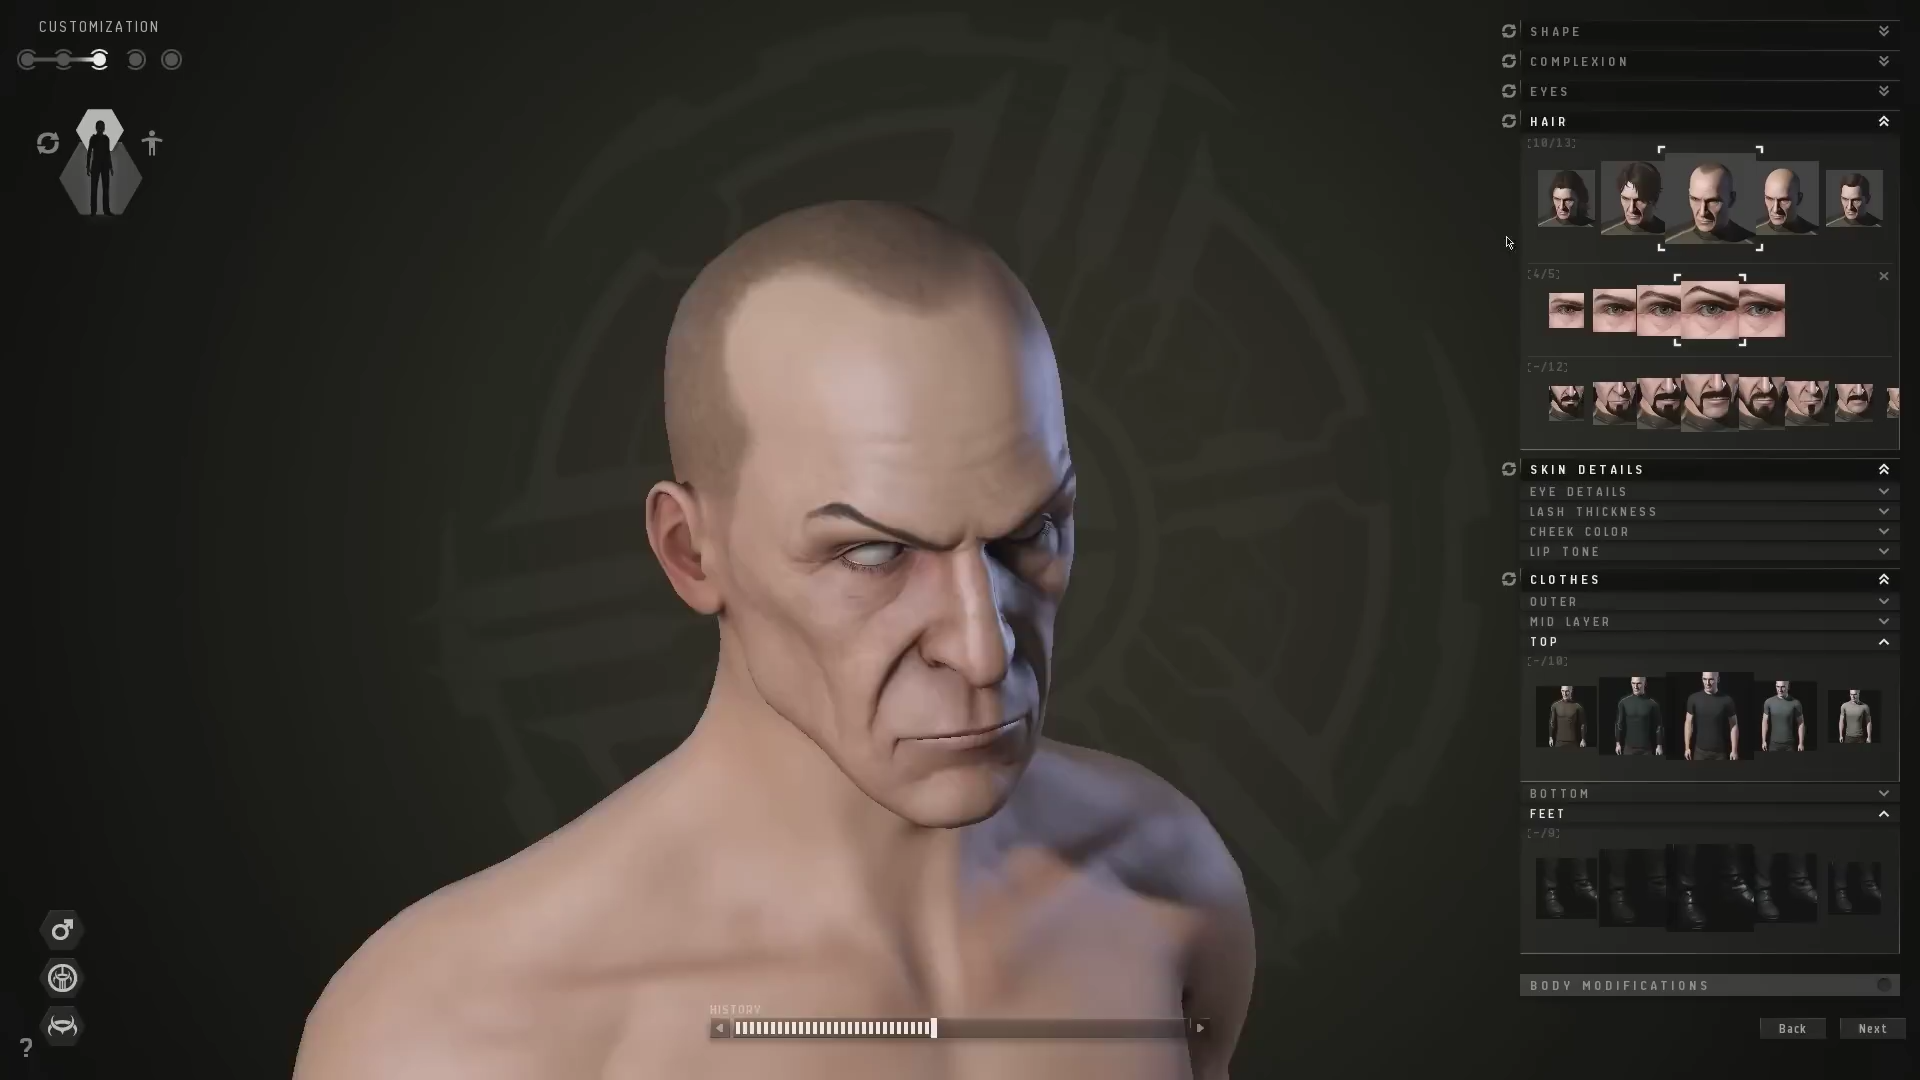 CUSTOMIZATION
SHAPE
COMPLEXION
EYES
HAIR
[10/13]
[4/5]
[-/12]
SKIN DETAILS
EYE DETAILS
LASH THICKNESS
CHEEK COLOR
LIP TONE
CLOTHES
OUTER
MID LAYER
TOP
[-/10]
BOTTOM
FEET
[-/9]
BODY MODIFICATIONS
HISTORY
Back
Next
?